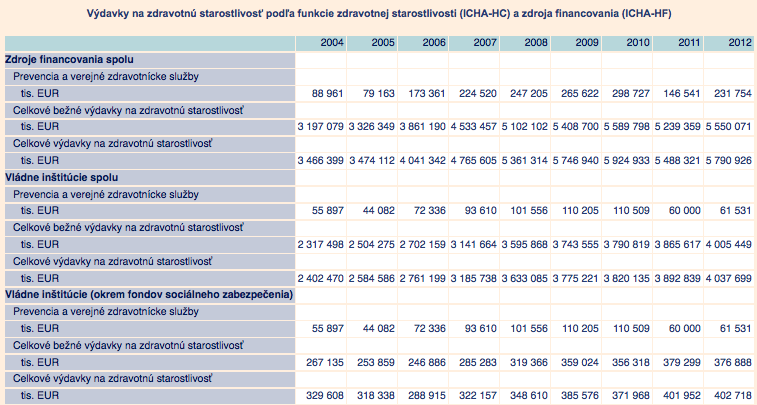 Výdavky na zdravotnú starostlivosť podľa funkcie zdravotnej starostlivosti (ICHA-HC) a zdroja financovania (ICHA-HF)
2004 2005 2006 2007 2008 2009 2010 2011 2012
Zdroje financovania spolu
Prevencia a verejné zdravotnícke služby
tis. EUR 88 961 79 163 173 361 224 520 247 205 265 622 298 727 146 541 231 754
Celkové bežné výdavky na zdravotnú starostlivosť
tis. EUR 3 197 079 3 326 349 3 861 190 4 533 457 5 102 102 5 408 700 5 589 798 5 239 359 5 550 071
Celkové výdavky na zdravotnú starostlivosť
tis. EUR 3 466 399 3 474 112 4 041 342 4 765 605 5 361 314 5 746 940 5 924 933 5 488 321 5 790 926
Vládne inštitúcie spolu
Prevencia a verejné zdravotnícke služby
tis. EUR 55 897 44 082 72 336 93 610 101 556 110 205 110 509 60 000 61 531
Celkové bežné výdavky na zdravotnú starostlivosť
tis. EUR 2 317 498 2 504 275 2 702 159 3 141 664 3 595 868 3 743 555 3 790 819 3 865 617 4 005 449
Celkové výdavky na zdravotnú starostlivosť
tis. EUR 2 402 470 2 584 586 2 761 199 3 185 738 3 633 085 3 775 221 3 820 135 3 892 839 4 037 699
Vládne inštitúcie (okrem fondov sociálneho zabezpečenia)
Prevencia a verejné zdravotnícke služby
tis. EUR 55 897 44 082 72 336 93 610 101 556 110 205 110 509 60 000 61 531
Celkové bežné výdavky na zdravotnú starostlivosť
tis. EUR 267 135 253 859 246 886 285 283 319 366 359 024 356 318 379 299 376 888
Celkové výdavky na zdravotnú starostlivosť
tis. EUR 329 608 318 338 288 915 322 157 348 610 385 576 371 968 401 952 402 718